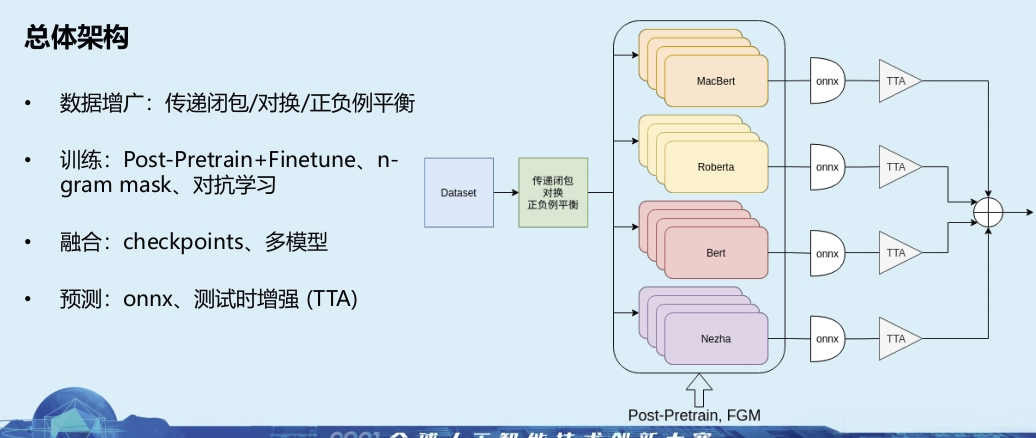 总体架构
• 数据增广：传递闭包/对换/正负例平衡
• 训练：Post-Pretrain+Finetune、n-
gram mask、对抗学习
• 融合：checkpoints、多模型
• 预测：onnx、测试时增强 (TTA)
Dataset
传递闭包
对换
正负例平衡
MacBert
onnx
TTA
Roberta
onnx
TTA
Bert
onnx
TTA
Nezha
onnx
TTA
Post-Pretrain, FGM